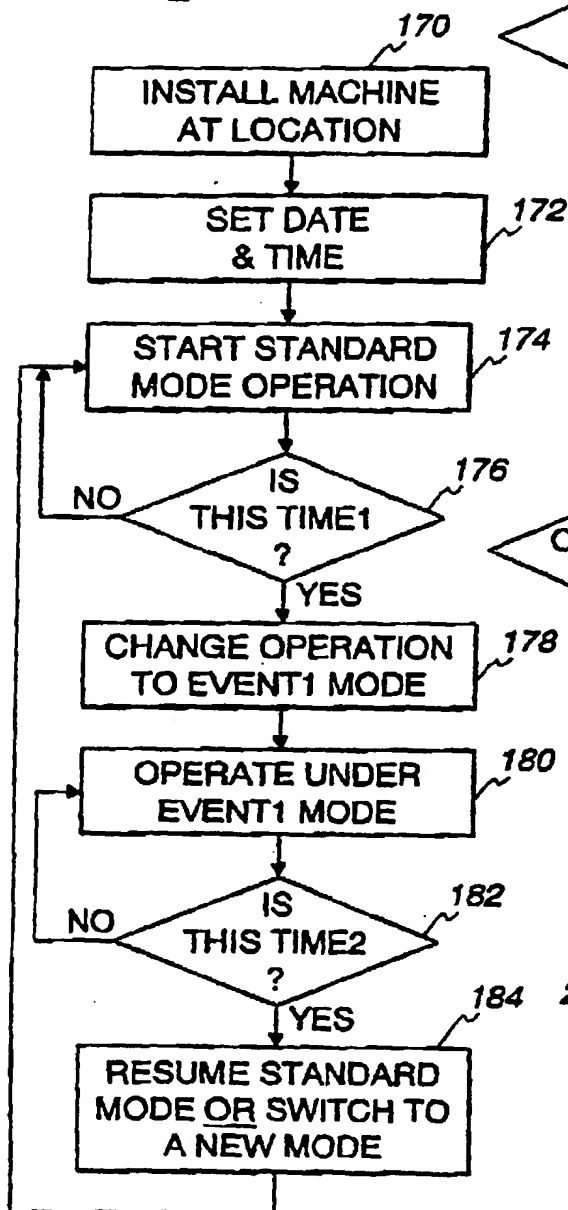 170
INSTALL MACHINE
AT LOCATION
172
SET DATE
& TIME
174
START STANDARD
MODE OPERATION
176
IS
THIS TIME1
?
NO
YES
178
CHANGE OPERATION
TO EVENT1 MODE
180
OPERATE UNDER
EVENT1 MODE
182
IS
THIS TIME2
?
NO
YES
184
RESUME STANDARD
MODE OR SWITCH TO
A NEW MODE